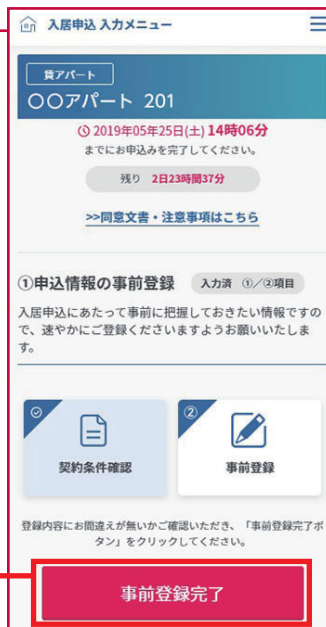 入居申込 入力メニュー
賃アパート
〇〇アパート 201
2019年05年25日(土) 14時06分
までにお申込みを完了してください。
残り 2日23時間37分
>>同意文書・注意事項はこちら
①申込情報の事前登録 入力済 ①/②項目
入居申込にあたって事前に把握しておきたい情報ですの
で、速やかにご登録くださいますようお願いいたしま
す。
②
契約条件確認 事前登録
登録内容にお間違えが無いかご確認いただき、「事前登録完了ボ
タン」をクリックしてください。
事前登録完了